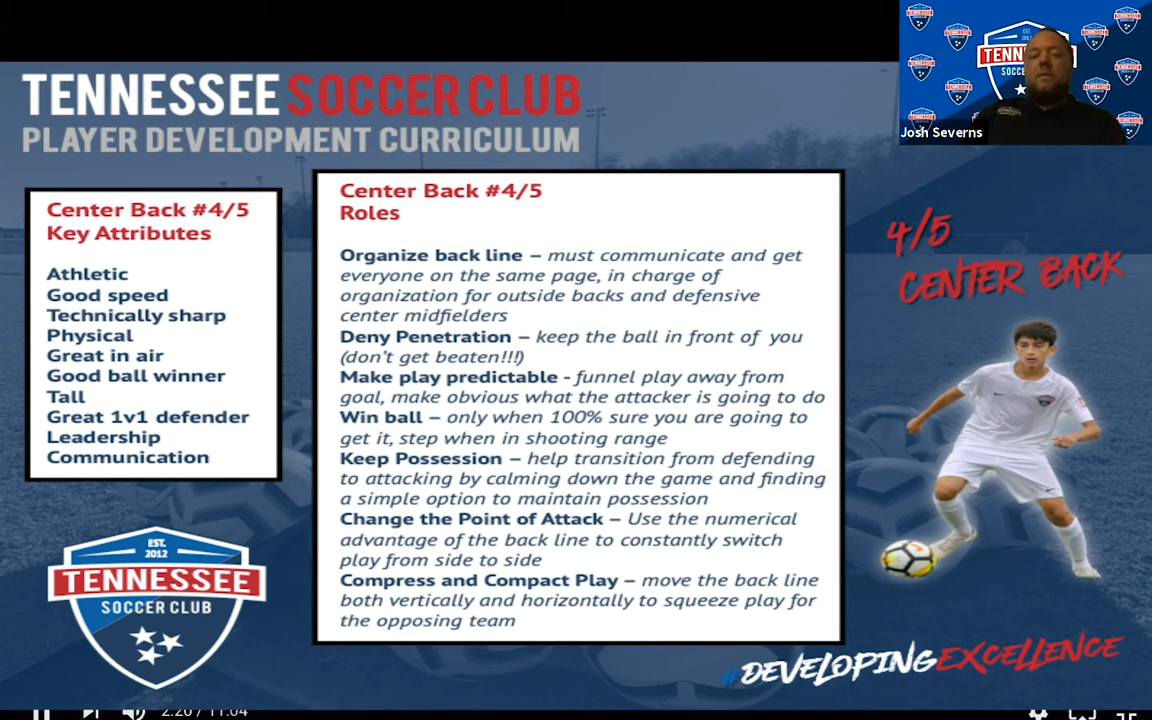 TENNESSEE SOCCER CLUB
PLAYER DEVELOPMENT CURRICULUM
Josh Severns
Center Back #4/5
Key Attributes
Athletic
Good speed
Technically sharp
Physical
Great in air
Good ball winner
Tall
Great 1v1 defender
Leadership
Communication
Center Back #4/5
Roles
Organize back line – must communicate and get
everyone on the same page, in charge of
organization for outside backs and defensive
center midfielders
Deny Penetration – keep the ball in front of you
(don't get beaten!!!)
Make play predictable - funnel play away from
goal, make obvious what the attacker is going to do
Win ball – only when 100% sure you are going to
get it, step when in shooting range
Keep Possession – help transition from defending
to attacking by calming down the game and finding
a simple option to maintain possession
Change the Point of Attack – Use the numerical
advantage of the back line to constantly switch
play from side to side
Compress and Compact Play – move the back line
both vertically and horizontally to squeeze play for
the opposing team
4/5
CENTER BACK
EST.
2012
TENNESSEE
SOCCER CLUB
#DEVELOPINGEXCELLENCE
2:20 / 11:04